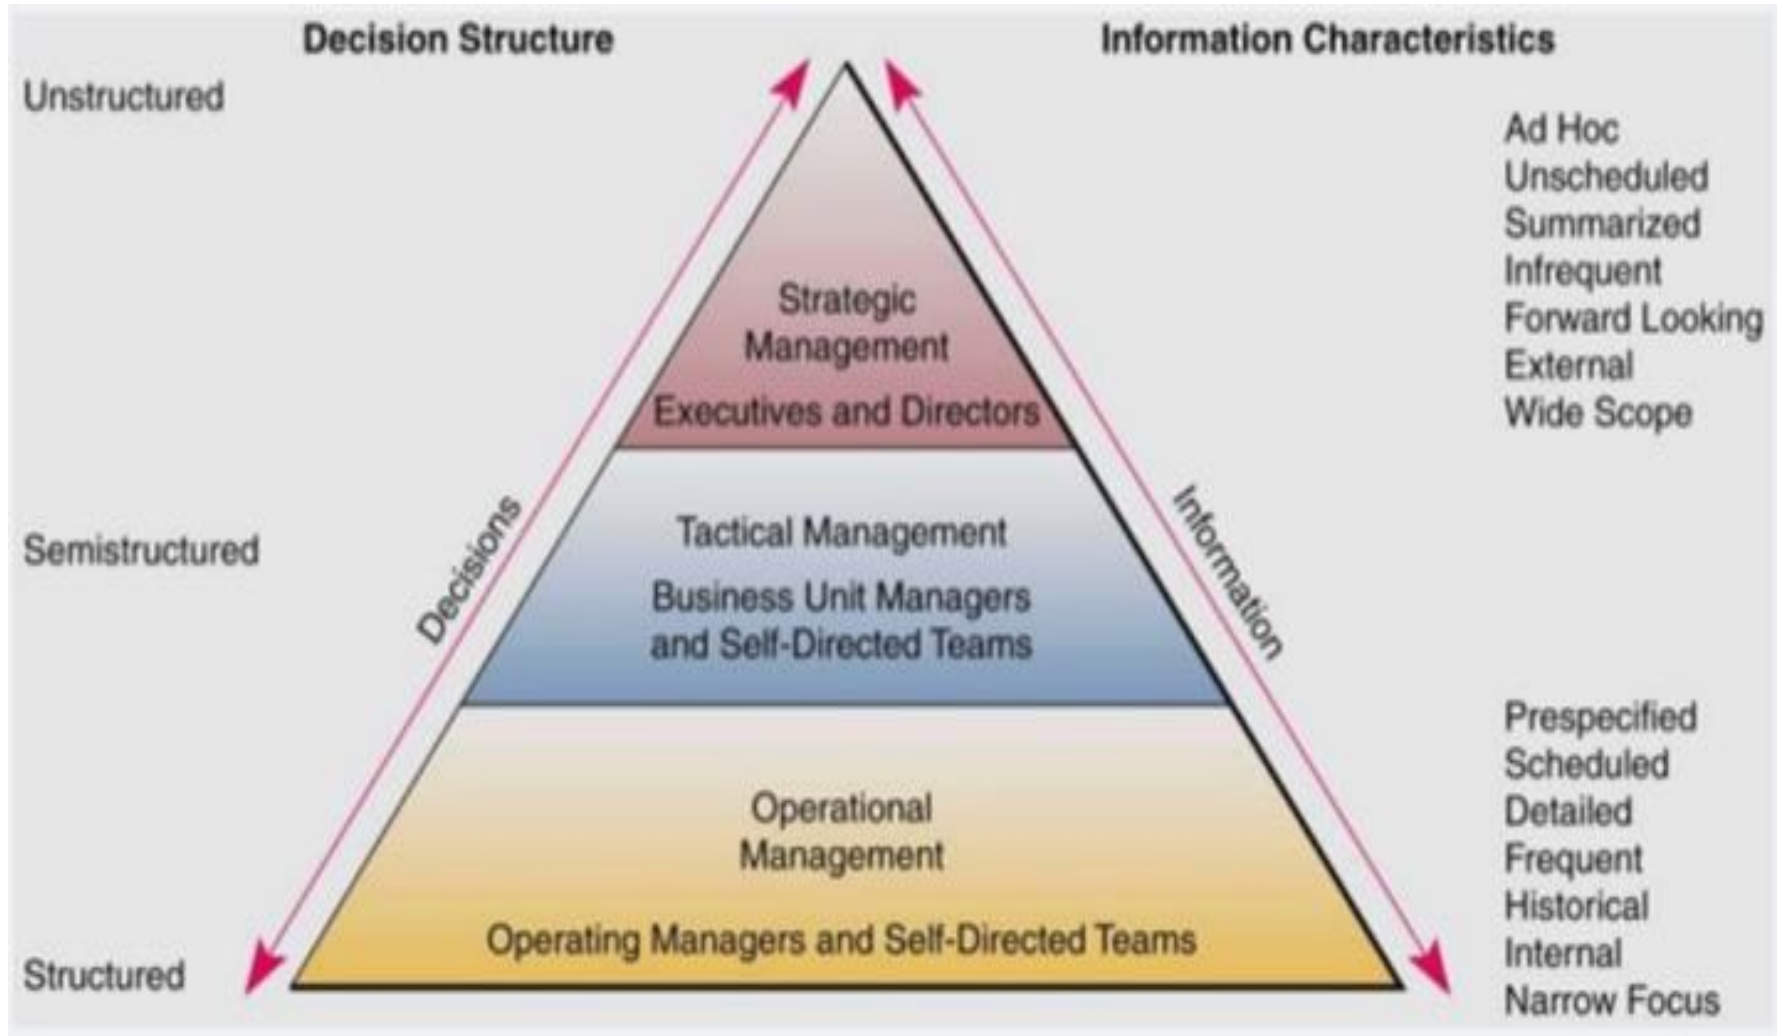 Decision Structure
Information Characteristics
Unstructured
Ad Hoc
Unscheduled
Summarized
Infrequent
Forward Looking
External
Wide Scope
Strategic
Management
Executives and Directors
Semistructured
Decisions
Information
Tactical Management
Business Unit Managers
and Self-Directed Teams
Prespecified
Scheduled
Detailed
Frequent
Historical
Internal
Narrow Focus
Operational
Management
Operating Managers and Self-Directed Teams
Structured